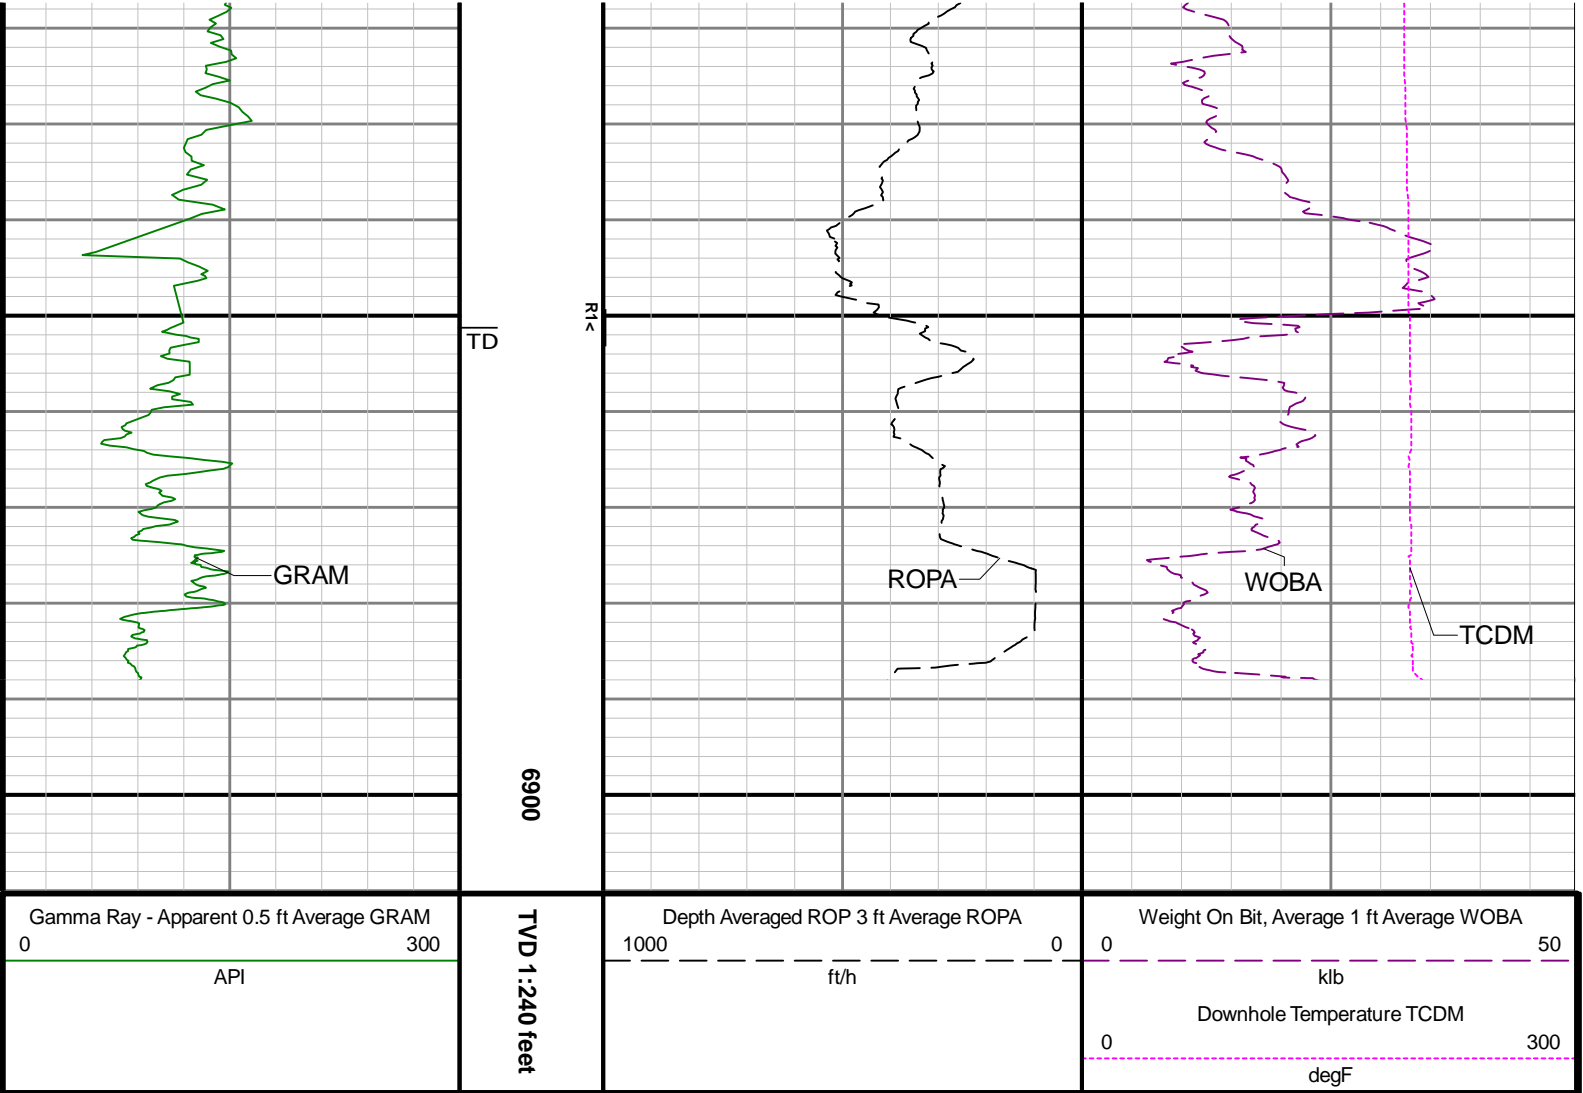 R1<
TD
GRAM
ROPA
WOBA
TCDM
6900
Gamma Ray - Apparent 0.5 ft Average GRAM
0 300
API
TVD 1:240 feet
Depth Averaged ROP 3 ft Average ROPA
1000 0
ft/h
Weight On Bit, Average 1 ft Average WOBA
0 50
klb
Downhole Temperature TCDM
0 300
degF